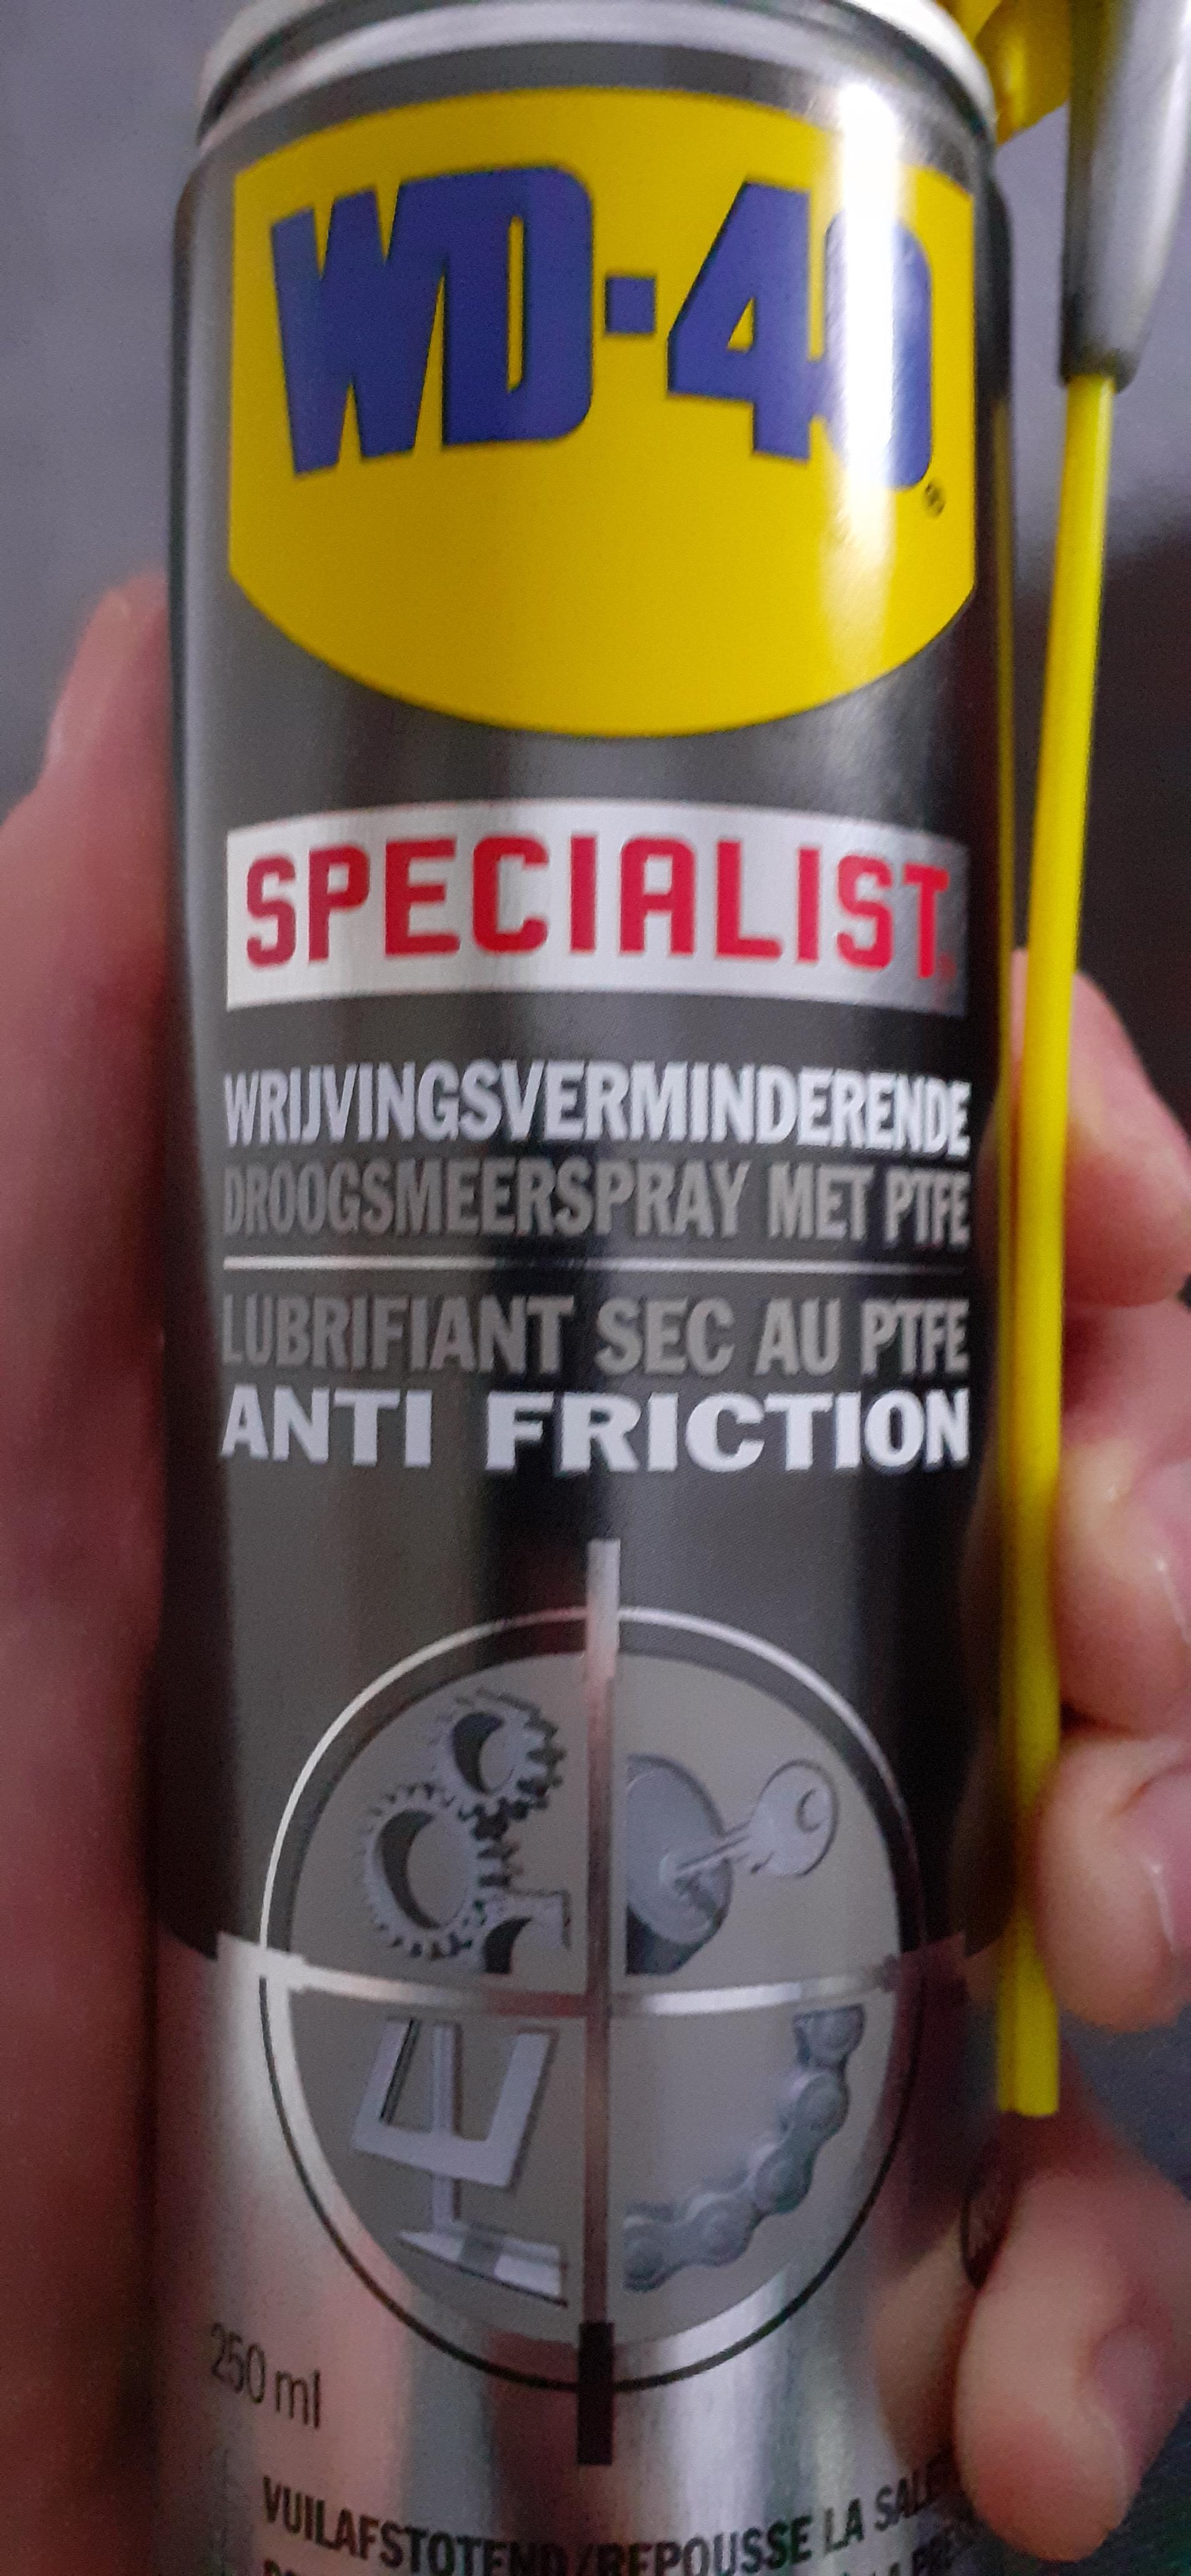 WD-40
®
SPECIALIST®
WRIJVINGSVERMINDERENDE
DROOGSMEERSPRAY MET PTFE
LUBRIFIANT SEC AU PTFE
ANTI FRICTION
250 ml
VUILAFSTOTEND/REPOUSSE LA